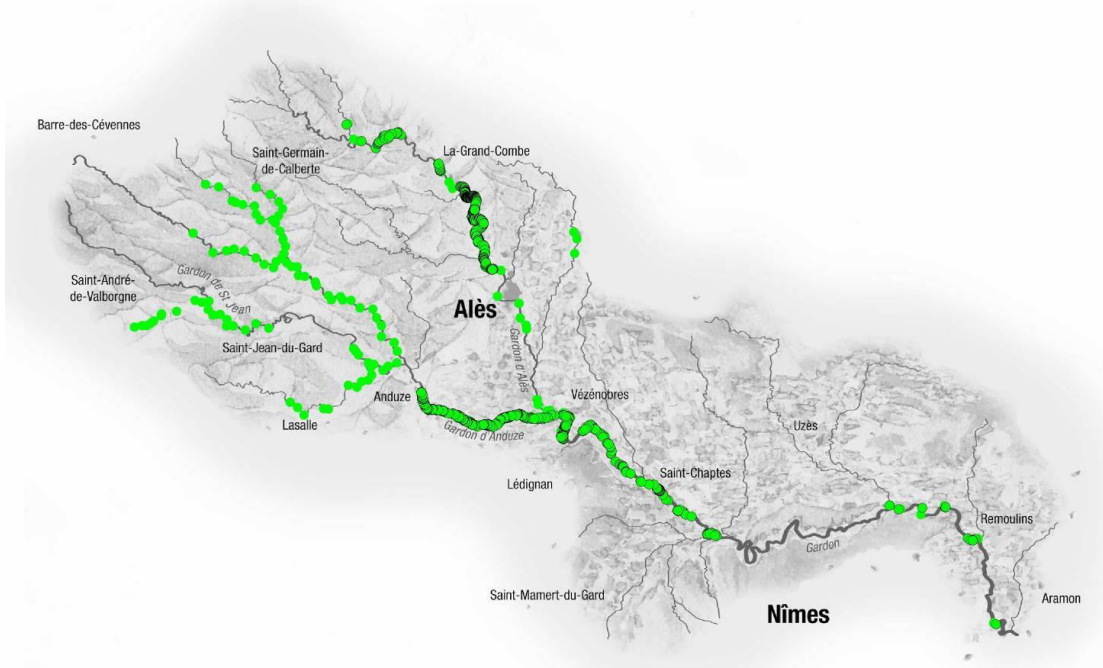 Barre-des-Cévennes
La-Grand-Combe
Saint-Germain-
de-Calberte
Gardon de St Jean
Saint-André-
de-Valborgne
Alès
Saint-Jean-du-Gard
Gardon d'Alès
Anduze
Vézénobres
Lasalle
Uzès
Gardon d'Anduze
Lédignan
Saint-Chaptes
Remoulins
Gardon
Saint-Mamert-du-Gard
Aramon
Nîmes